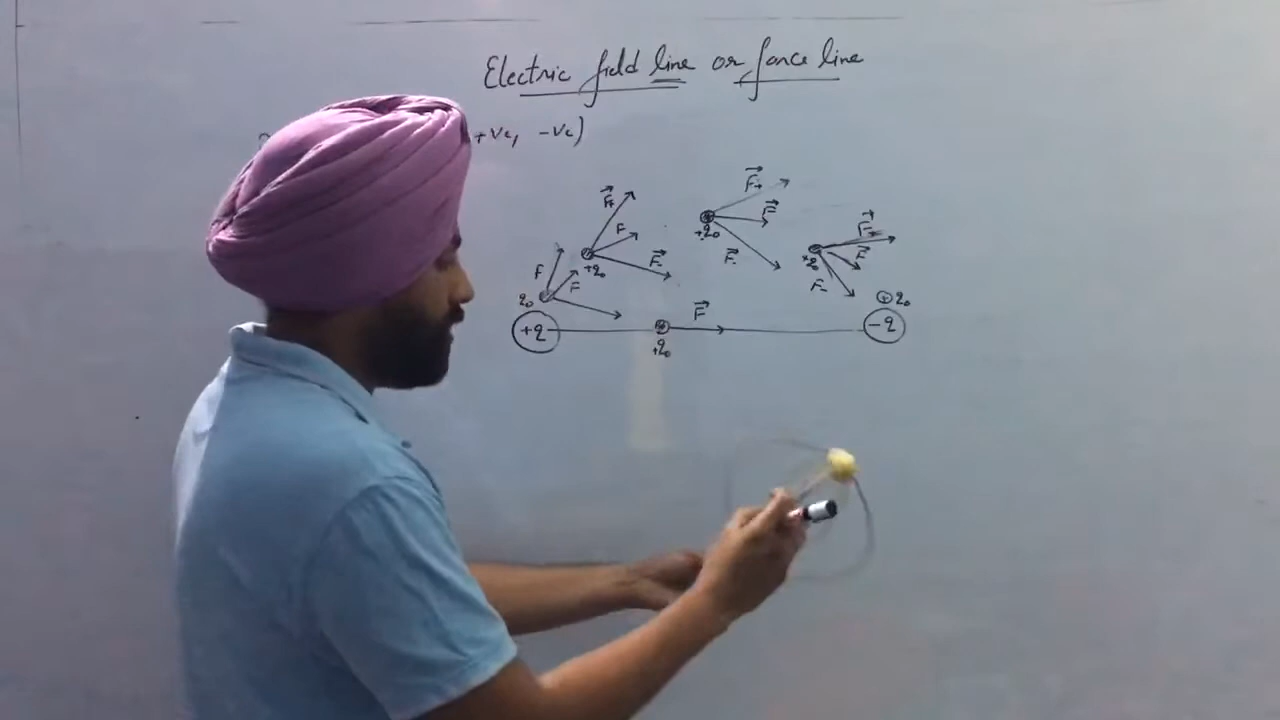 Electric field line or force line
+ve, -ve)
F+ F F-
+q₀
F+ F F-
+q₀
F+ F F-
+q₀
F F
q₀
+ q₀
+q F -q
+q₀